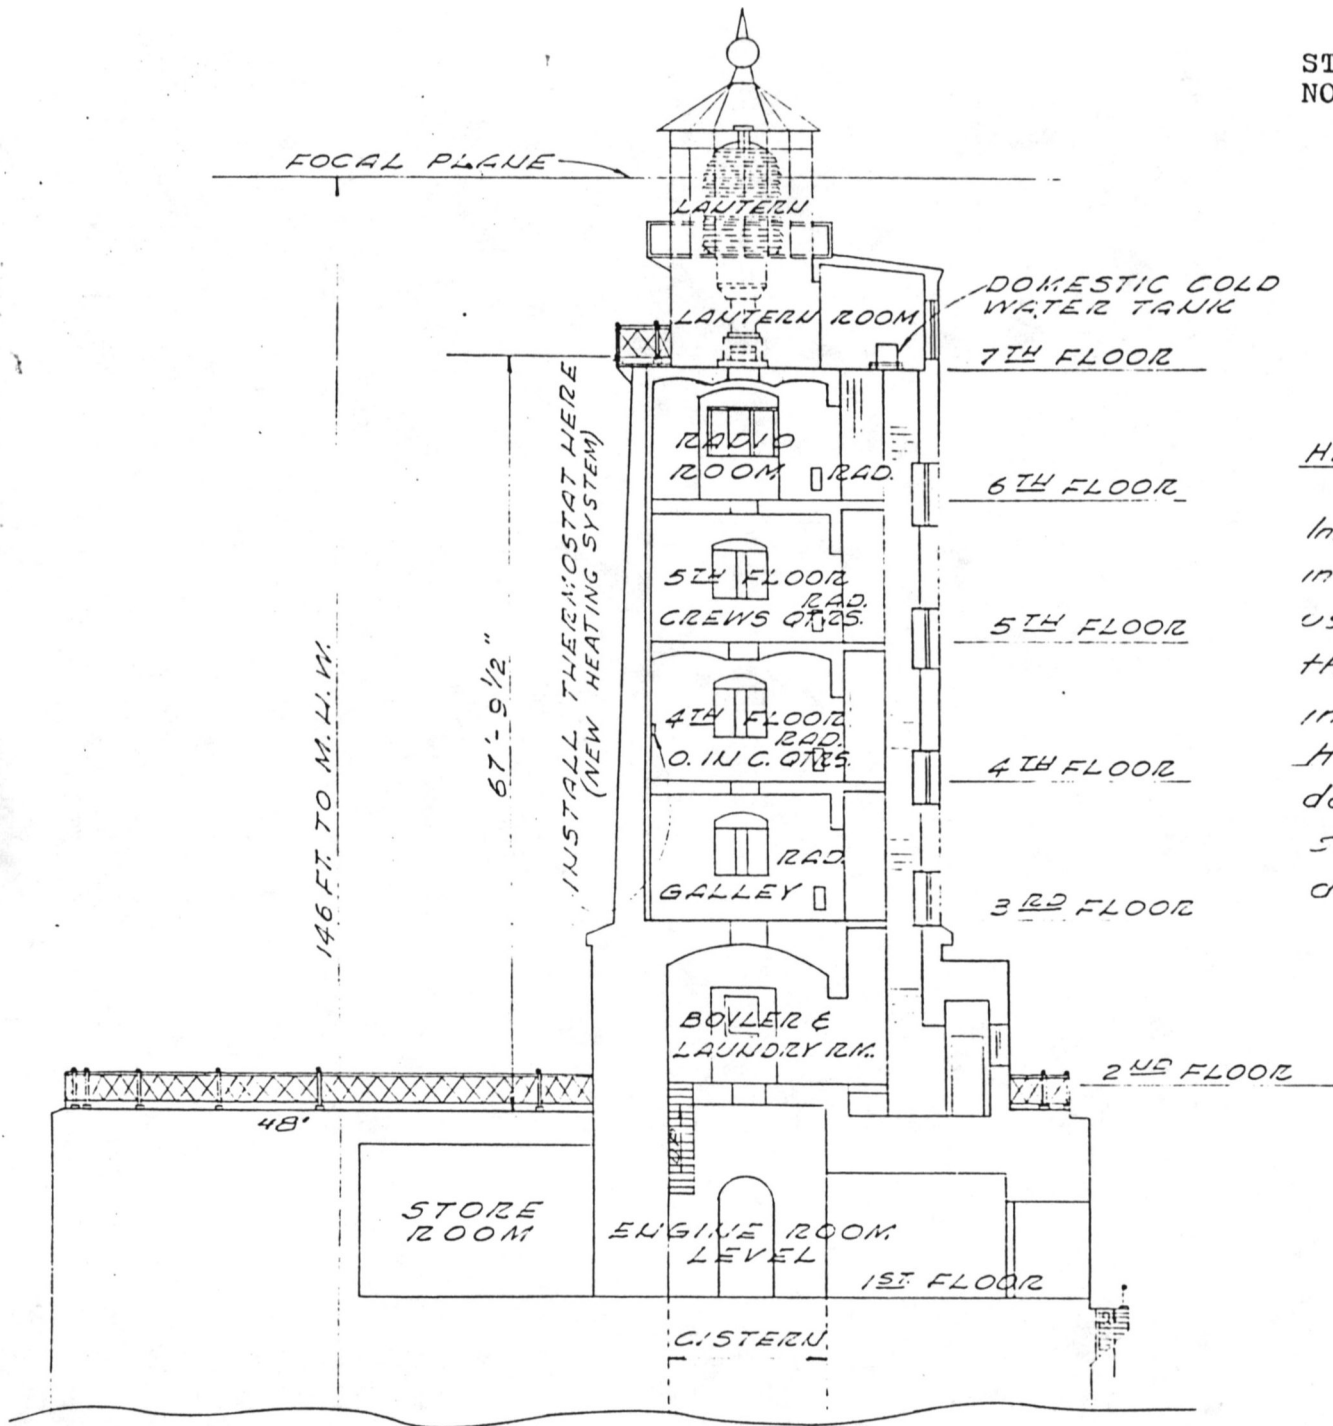 ST
NO
FOCAL PLANE
LANTERN
DOMESTIC COLD
WATER TANK
LANTERN ROOM
7TH FLOOR
INSTALL THERMOSTAT HERE
(NEW HEATING SYSTEM)
RADIO
ROOM
RAD.
6TH FLOOR
5TH FLOOR
RAD.
CREWS QTRS.
5TH FLOOR
146 FT. TO M.H.W.
67'-9 1/2"
4TH FLOOR
RAD.
O. IN C. QTRS.
4TH FLOOR
RAD.
GALLEY
3RD FLOOR
BOILER &
LAUNDRY RM.
2ND FLOOR
48'
STORE
ROOM
ENGINE ROOM
LEVEL
1ST. FLOOR
CISTERN